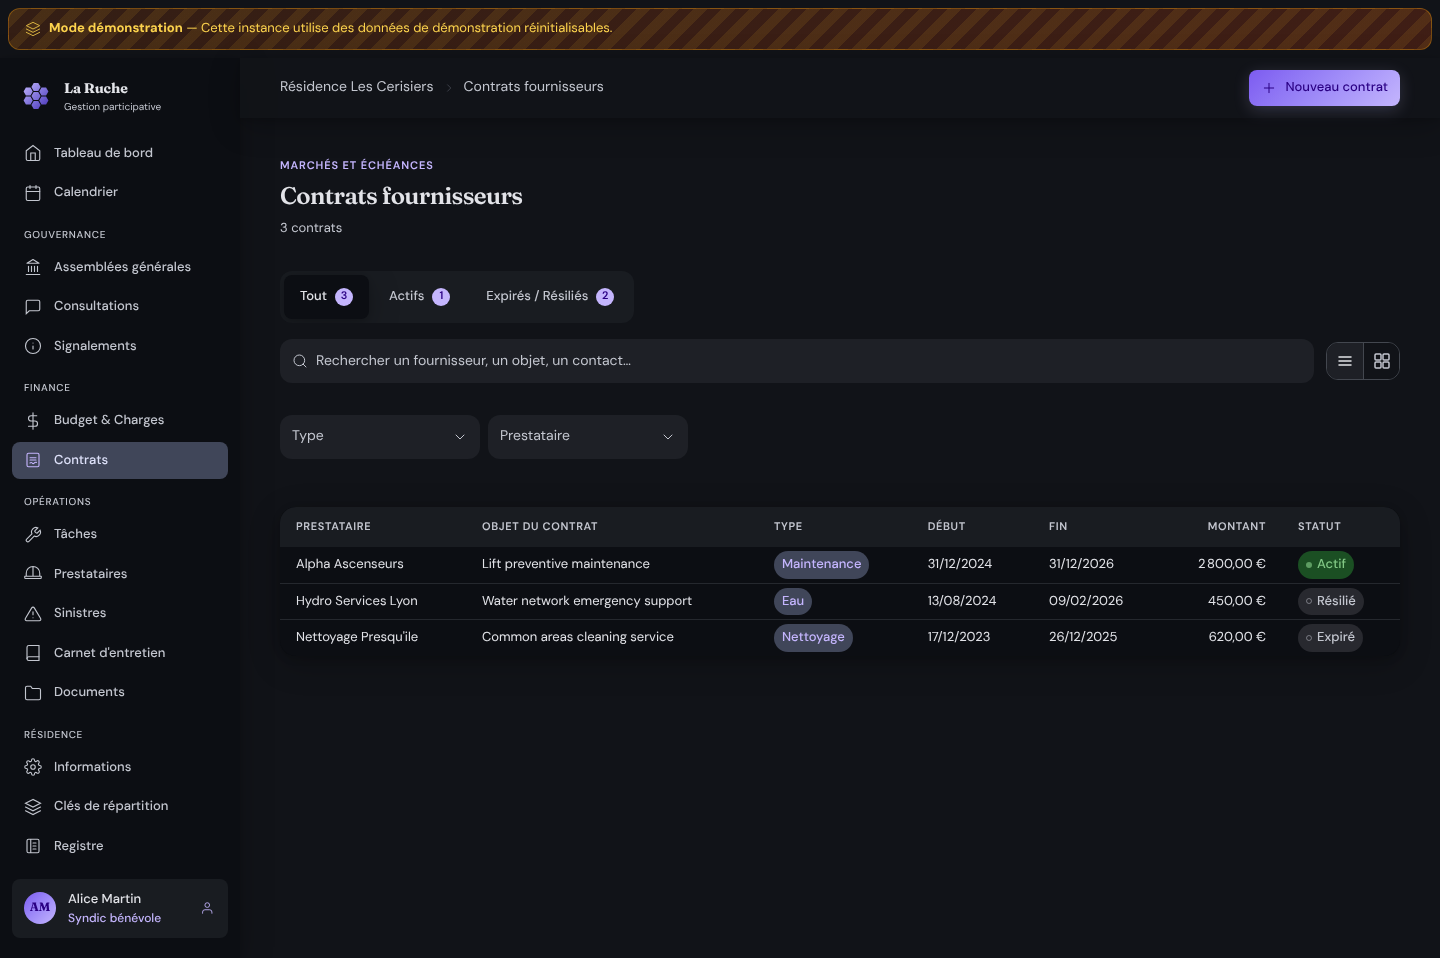 Mode démonstration — Cette instance utilise des données de démonstration réinitialisables.
La Ruche
Gestion participative
Tableau de bord
Calendrier
GOUVERNANCE
Assemblées générales
Consultations
Signalements
FINANCE
Budget & Charges
Contrats
OPÉRATIONS
Tâches
Prestataires
Sinistres
Carnet d'entretien
Documents
RÉSIDENCE
Informations
Clés de répartition
Registre
AM
Alice Martin
Syndic bénévole
Résidence Les Cerisiers > Contrats fournisseurs
Nouveau contrat
MARCHÉS ET ÉCHÉANCES
Contrats fournisseurs
3 contrats
Tout 3 Actifs 1 Expirés / Résiliés 2
Rechercher un fournisseur, un objet, un contact...
Type Prestataire
PRESTATAIRE OBJET DU CONTRAT TYPE DÉBUT FIN MONTANT STATUT
Alpha Ascenseurs Lift preventive maintenance Maintenance 31/12/2024 31/12/2026 2 800,00 € Actif
Hydro Services Lyon Water network emergency support Eau 13/08/2024 09/02/2026 450,00 € Résilié
Nettoyage Presqu'île Common areas cleaning service Nettoyage 17/12/2023 26/12/2025 620,00 € Expiré